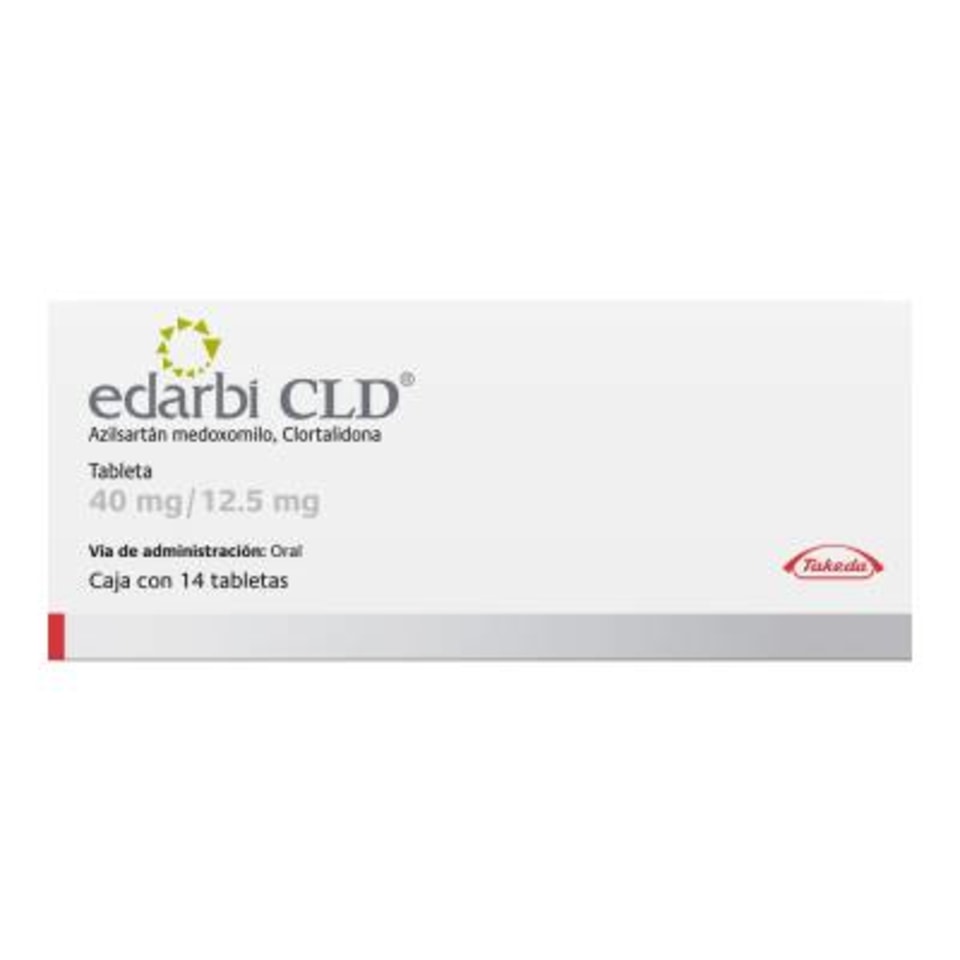 edarbi CLD®
Azilsartán medoxomilo, Clortalidona
Tableta
40 mg/12.5 mg
Vía de administración: Oral
Caja con 14 tabletas
Takeda